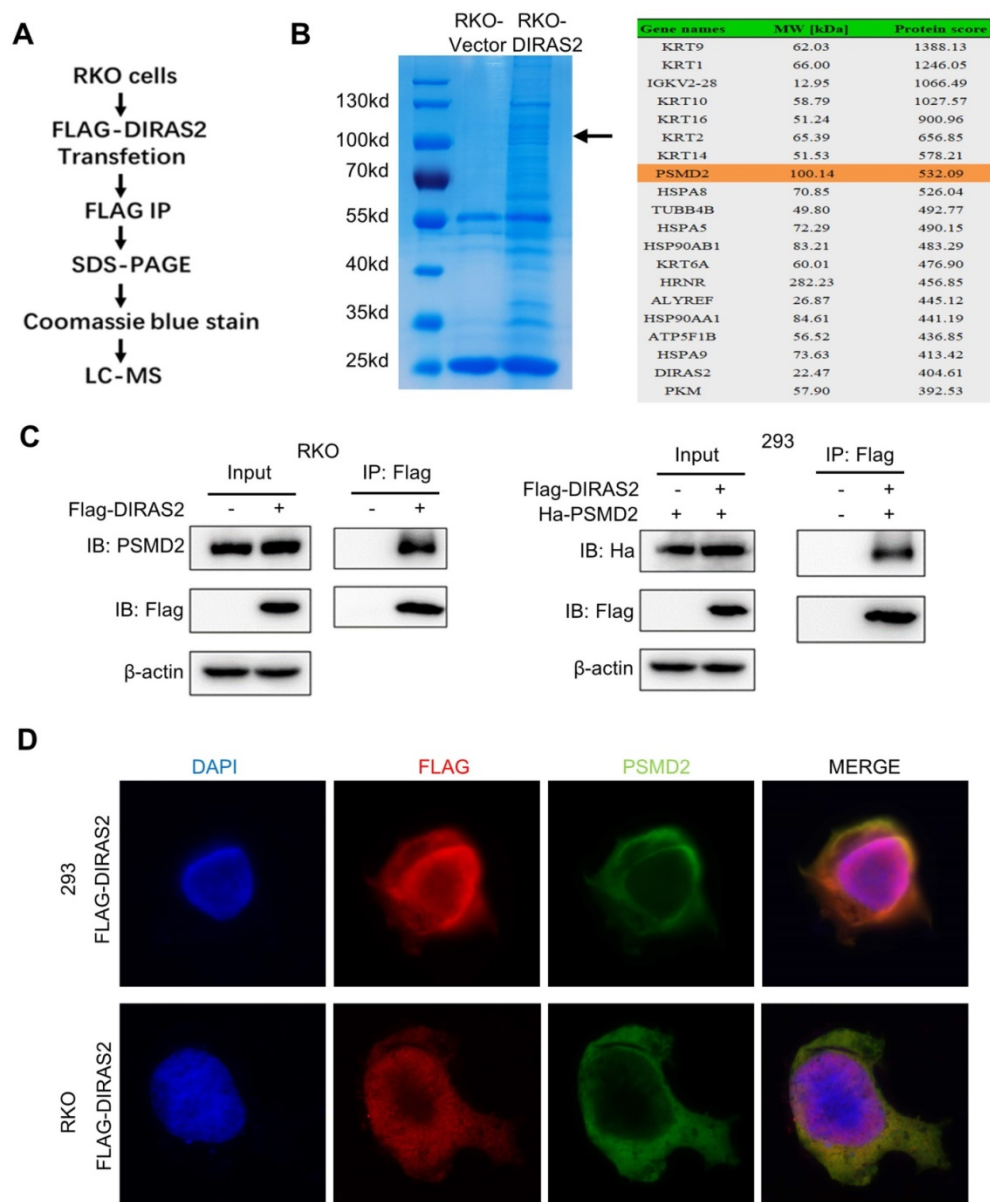 A
RKO cells
FLAG-DIRAS2
Transfetion
FLAG IP
SDS-PAGE
Coomassie blue stain
LC-MS
B
RKO- RKO-
Vector DIRAS2
130kd
100kd
70kd
55kd
40kd
35kd
25kd
Gene names MW [kDa] Protein score
KRT9 62.03 1388.13
KRT1 66.00 1246.05
IGKV2-28 12.95 1066.49
KRT10 58.79 1027.57
KRT16 51.24 900.96
KRT2 65.39 656.85
KRT14 51.53 578.21
PSMD2 100.14 532.09
HSPA8 70.85 526.04
TUBB4B 49.80 492.77
HSPA5 72.29 490.15
HSP90AB1 83.21 483.29
KRT6A 60.01 476.90
HRNR 282.23 456.85
ALYREF 26.87 445.12
HSP90AA1 84.61 441.19
ATP5F1B 56.52 436.85
HSPA9 73.63 413.42
DIRAS2 22.47 404.61
PKM 57.90 392.53
C
RKO
Input IP: Flag
Flag-DIRAS2 - + - +
IB: PSMD2
IB: Flag
β-actin
293
Input IP: Flag
Flag-DIRAS2 - + - +
Ha-PSMD2 + + - +
IB: Ha
IB: Flag
β-actin
D
DAPI FLAG PSMD2 MERGE
293
FLAG-DIRAS2
RKO
FLAG-DIRAS2